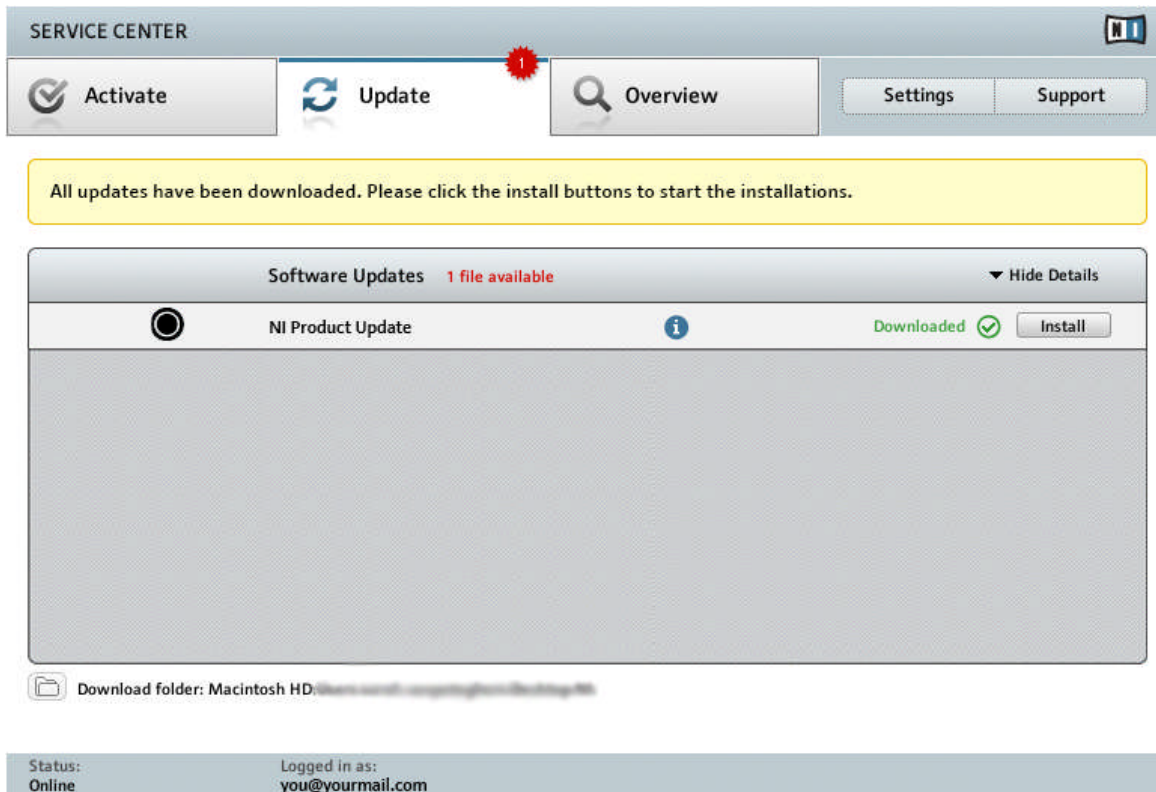 SERVICE CENTER
NI
Activate
Update
1
Overview
Settings
Support
All updates have been downloaded. Please click the install buttons to start the installations.
Software Updates 1 file available Hide Details
NI Product Update i Downloaded Install
Download folder: Macintosh HD:
Status: Logged in as:
Online you@yourmail.com